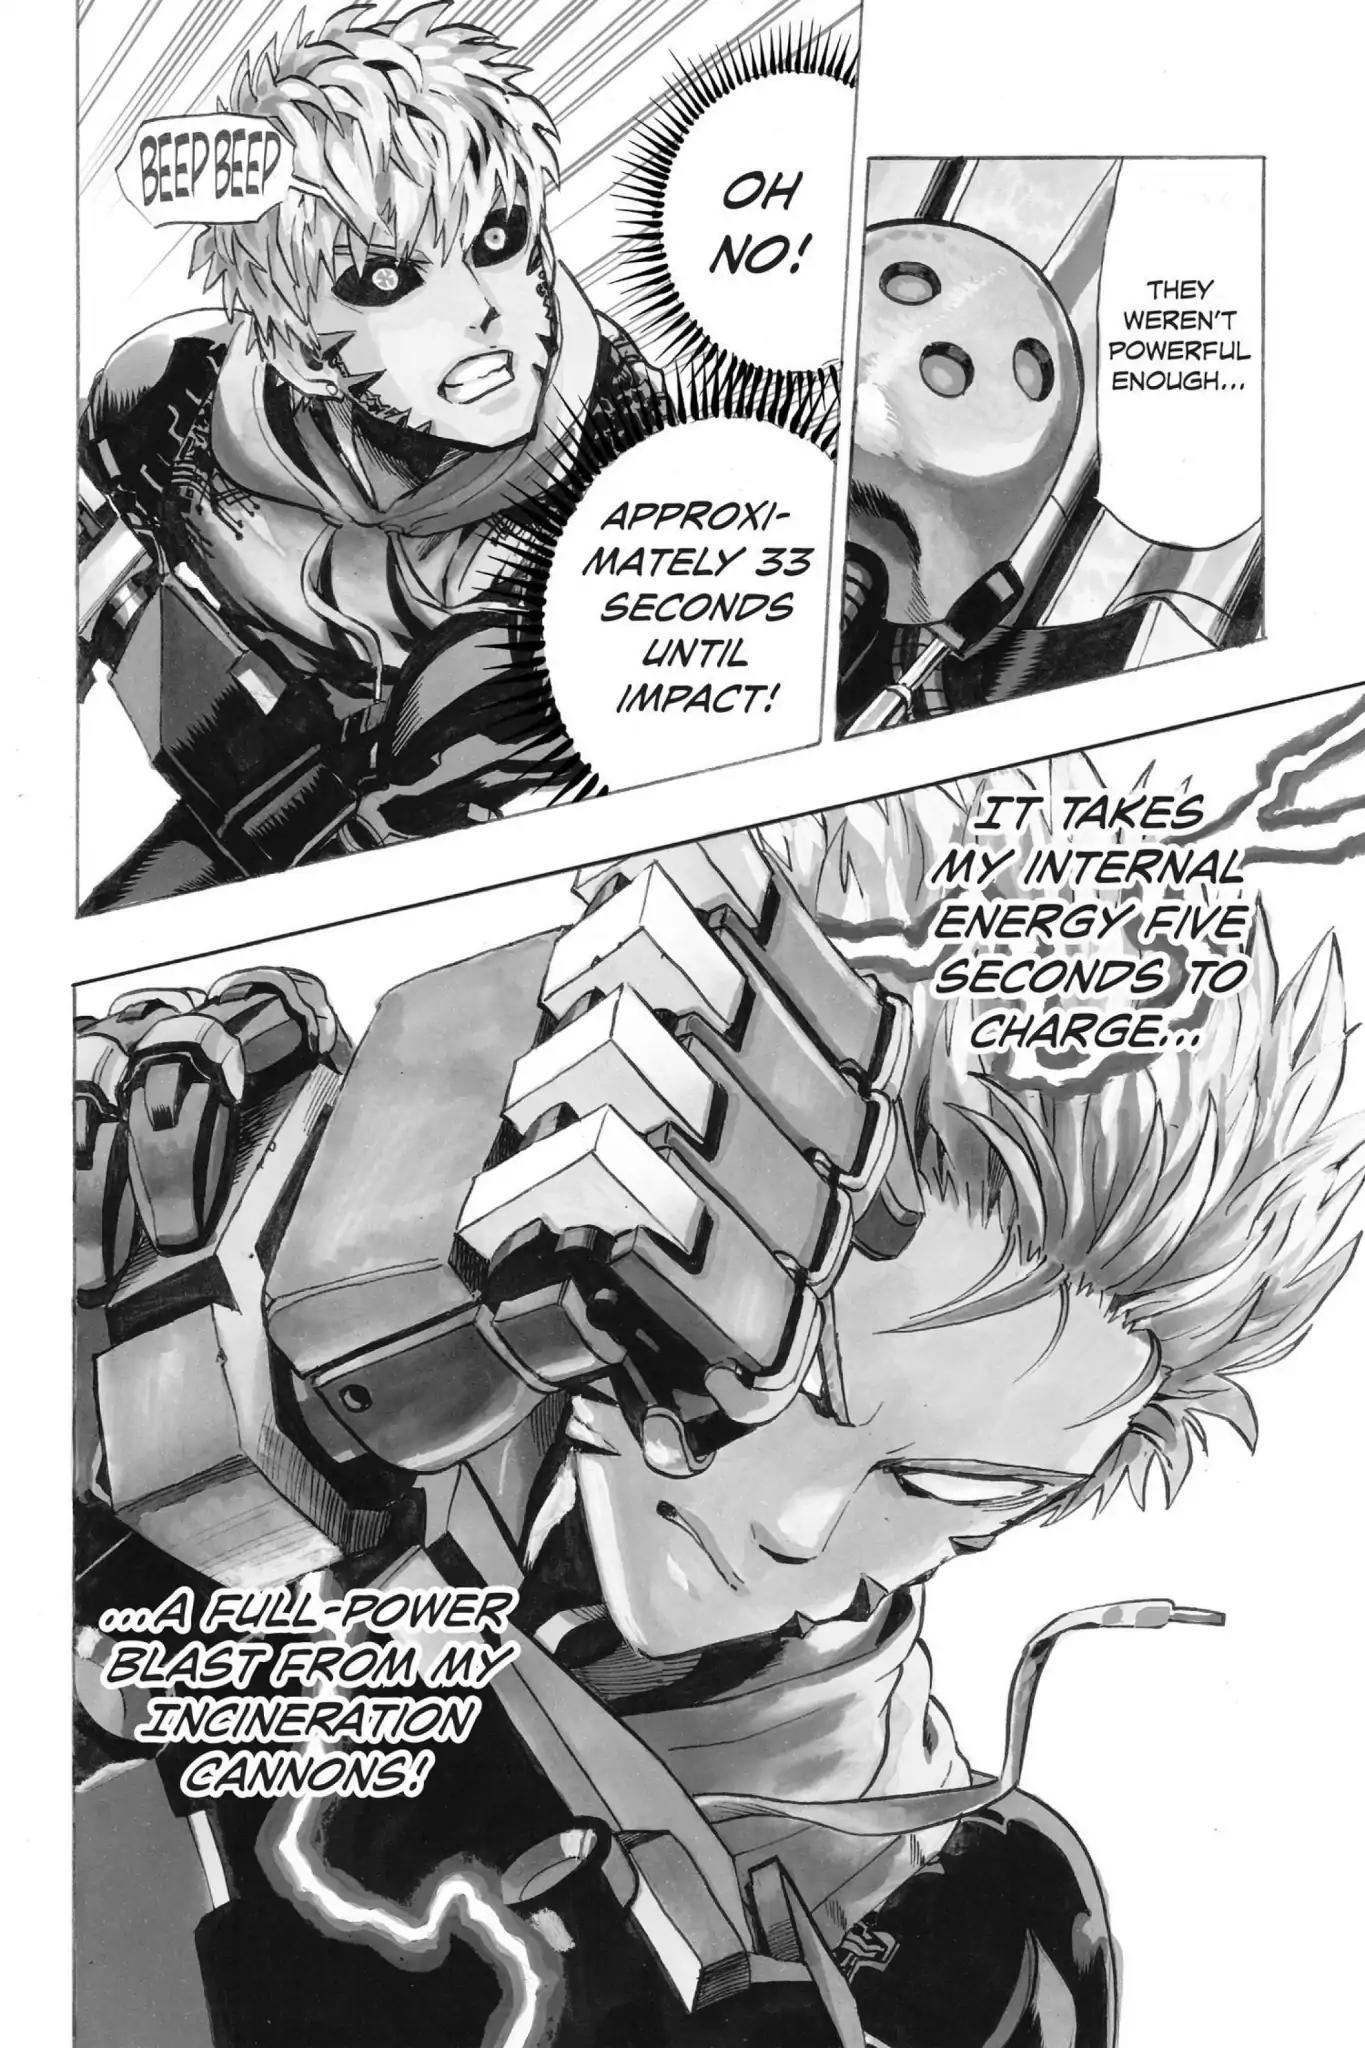 THEY
WEREN'T
POWERFUL
ENOUGH...
OH
NO!
BEEP BEEP
APPROXI-
MATELY 33
SECONDS
UNTIL
IMPACT!
IT TAKES
MY INTERNAL
ENERGY FIVE
SECONDS TO
CHARGE...
...A FULL-POWER
BLAST FROM MY
INCINERATION
CANNONS!